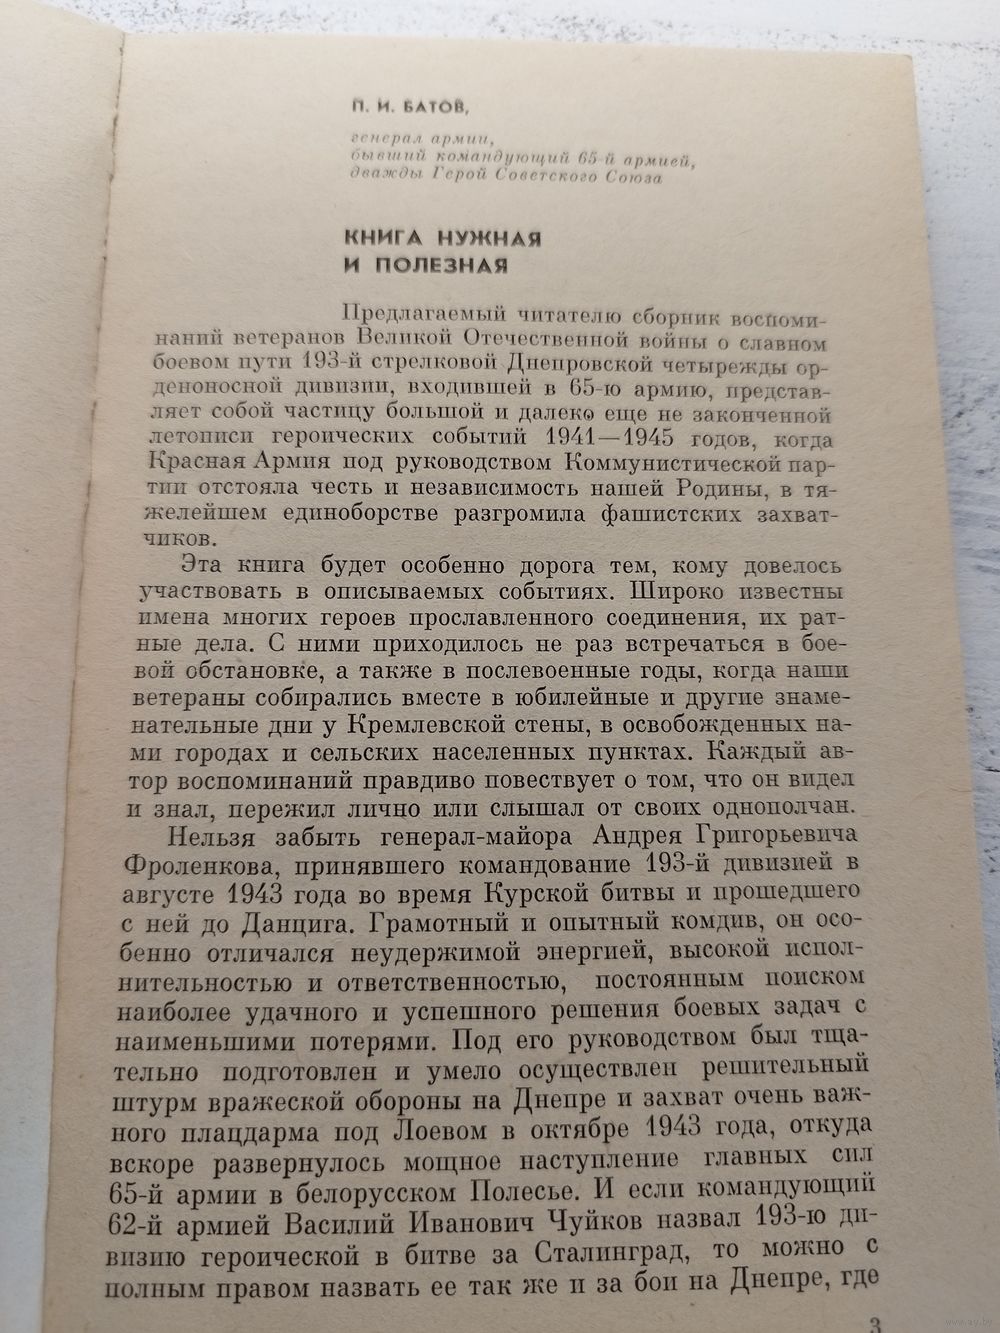 П. И. БАТОВ,
генерал армии,
бывший командующий 65-й армией,
дважды Герой Советского Союза
КНИГА НУЖНАЯ
И ПОЛЕЗНАЯ
Предлагаемый читателю сборник воспоми-
наний ветеранов Великой Отечественной войны о славном
боевом пути 193-й стрелковой Днепровской четырежды ор-
деноносной дивизии, входившей в 65-ю армию, представ-
ляет собой частицу большой и далеко еще не законченной
летописи героических событий 1941—1945 годов, когда
Красная Армия под руководством Коммунистической пар-
тии отстояла честь и независимость нашей Родины, в тя-
желейшем единоборстве разгромила фашистских захват-
чиков.
Эта книга будет особенно дорога тем, кому довелось
участвовать в описываемых событиях. Широко известны
имена многих героев прославленного соединения, их рат-
ные дела. С ними приходилось не раз встречаться в бое-
вой обстановке, а также в послевоенные годы, когда наши
ветераны собирались вместе в юбилейные и другие знаме-
нательные дни у Кремлевской стены, в освобожденных на-
ми городах и сельских населенных пунктах. Каждый ав-
тор воспоминаний правдиво повествует о том, что он видел
и знал, пережил лично или слышал от своих однополчан.
Нельзя забыть генерал-майора Андрея Григорьевича
Фроленкова, принявшего командование 193-й дивизией в
августе 1943 года во время Курской битвы и прошедшего
с ней до Данцига. Грамотный и опытный комдив, он осо-
бенно отличался неудержимой энергией, высокой испол-
нительностью и ответственностью, постоянным поиском
наиболее удачного и успешного решения боевых задач с
наименьшими потерями. Под его руководством был тща-
тельно подготовлен и умело осуществлен решительный
штурм вражеской обороны на Днепре и захват очень важ-
ного плацдарма под Лоевом в октябре 1943 года, откуда
вскоре развернулось мощное наступление главных сил
65-й армии в белорусском Полесье. И если командующий
62-й армией Василий Иванович Чуйков назвал 193-ю ди-
визию героической в битве за Сталинград, то можно с
полным правом назвать ее так же и за бои на Днепре, где
3
www.ay.by